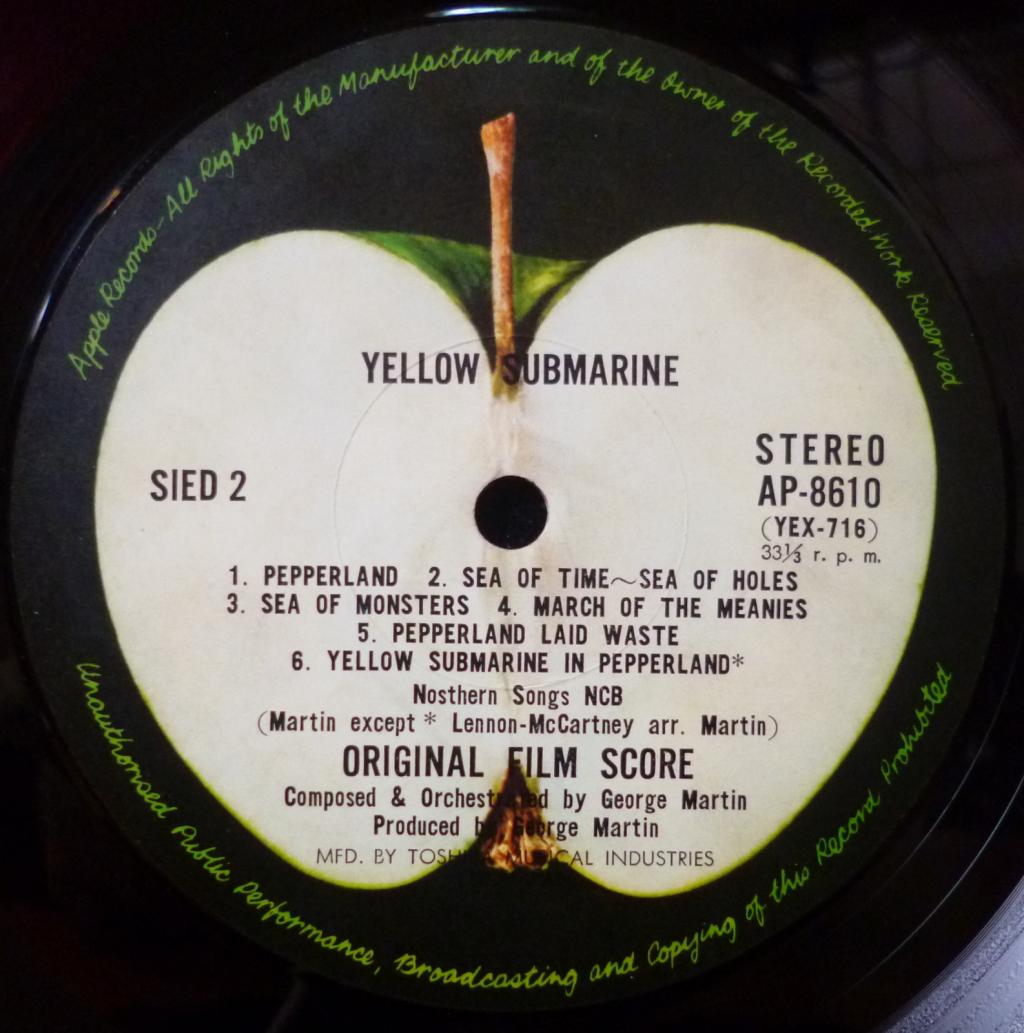 Apple Records-All Rights of the Manufacturer and of the Owner of the Recorded Work Reserved
YELLOW SUBMARINE
SIED 2
STEREO
AP-8610
(YEX-716)
33⅓ r. p. m.
1. PEPPERLAND 2. SEA OF TIME~SEA OF HOLES
3. SEA OF MONSTERS 4. MARCH OF THE MEANIES
5. PEPPERLAND LAID WASTE
6. YELLOW SUBMARINE IN PEPPERLAND*
Nosthern Songs NCB
(Martin except * Lennon-McCartney arr. Martin)
ORIGINAL FILM SCORE
Composed & Orchestrated by George Martin
Produced by George Martin
MFD. BY TOSHIBA MUSICAL INDUSTRIES
Unauthorised Public Performance, Broadcasting and Copying of this Record Prohibited